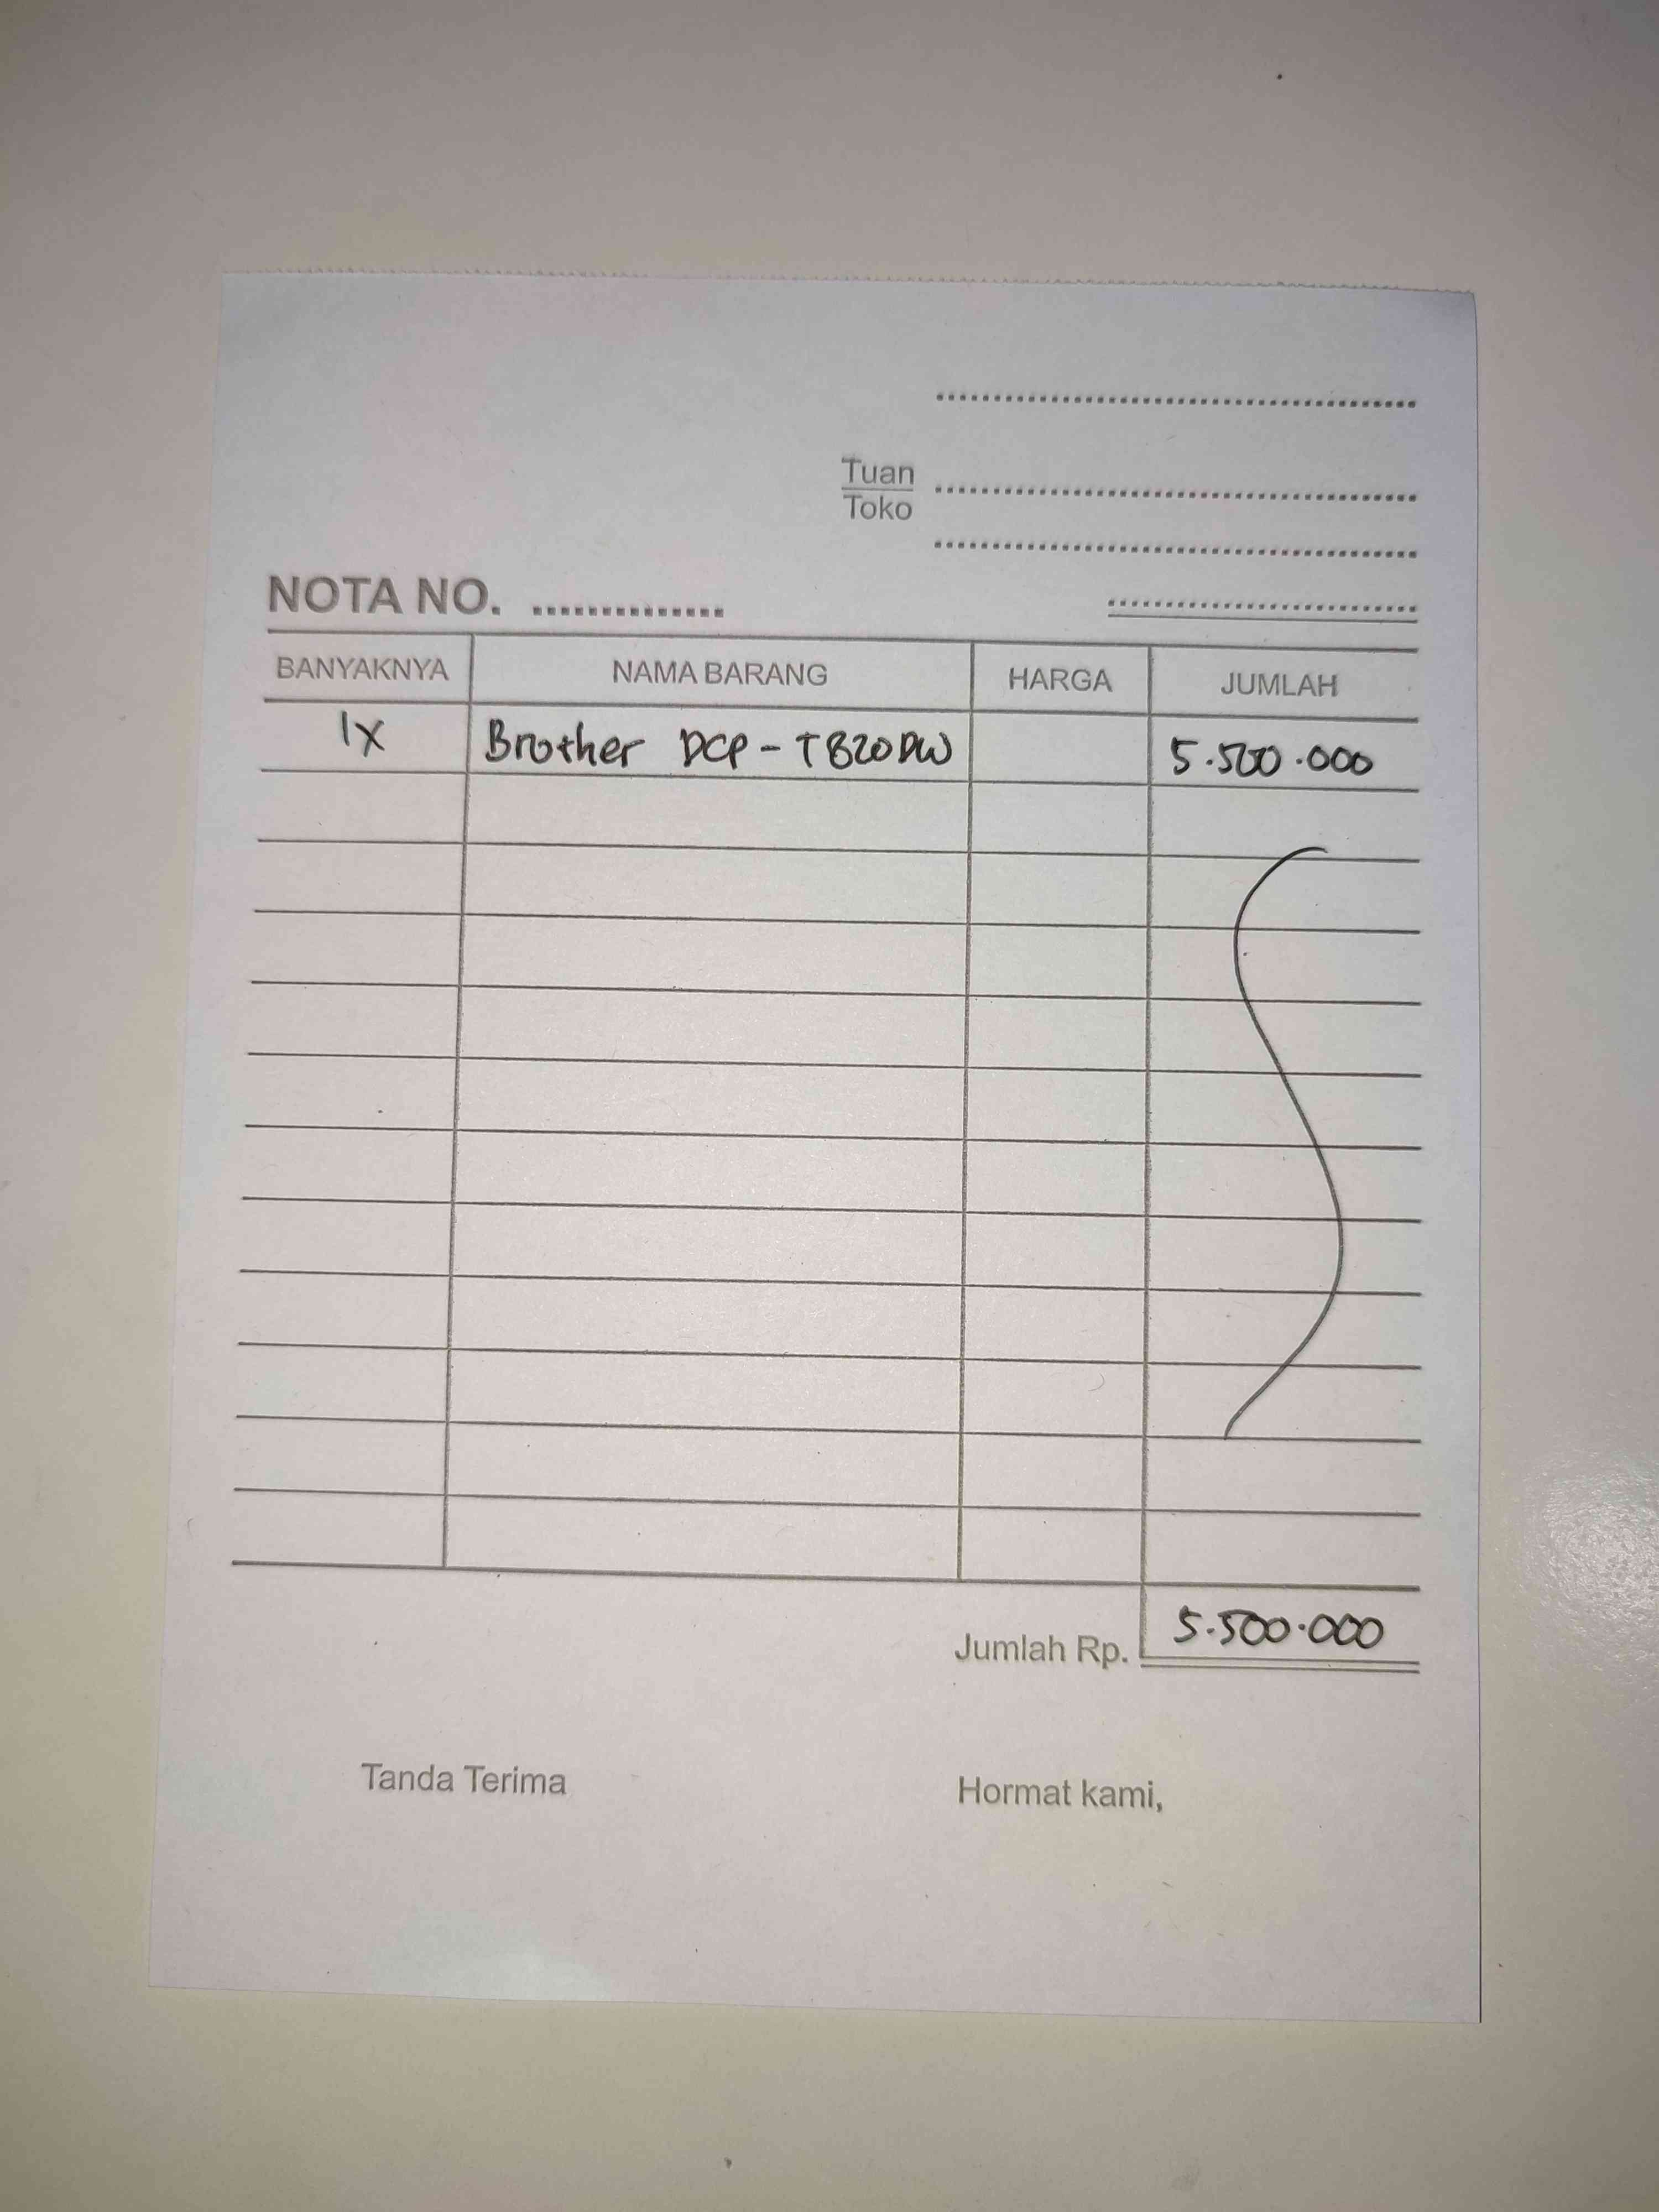 Tuan
Toko
NOTA NO. ..............
BANYAKNYA NAMA BARANG HARGA JUMLAH
1X Brother DCP-T820DW 5.500.000
Jumlah Rp. 5.500.000
Tanda Terima Hormat kami,